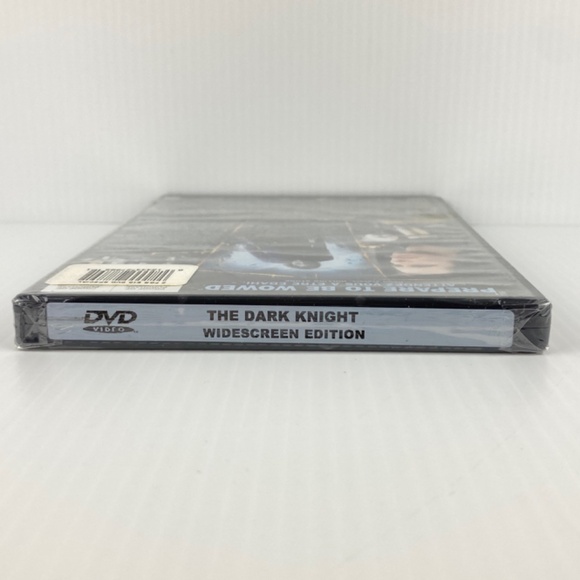 DVD
VIDEO
THE DARK KNIGHT
WIDESCREEN EDITION
PREPARE TO BE WOWED